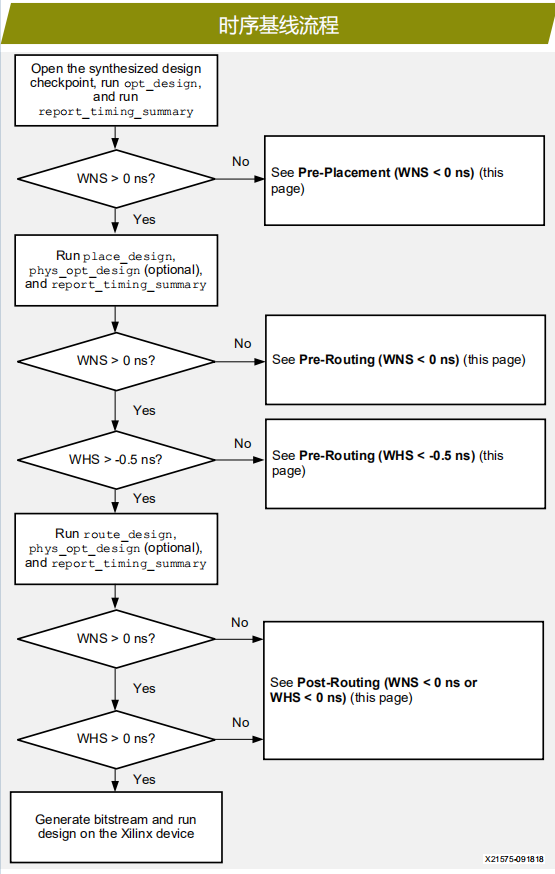 时序基线流程
Open the synthesized design
checkpoint, run opt_design,
and run
report_timing_summary
WNS > 0 ns?
No
See Pre-Placement (WNS < 0 ns) (this
page)
Yes
Run place_design,
phys_opt_design (optional),
and report_timing_summary
WNS > 0 ns?
No
See Pre-Routing (WNS < 0 ns) (this page)
Yes
WHS > -0.5 ns?
No
See Pre-Routing (WHS < -0.5 ns) (this
page)
Yes
Run route_design,
phys_opt_design (optional),
and report_timing_summary
WNS > 0 ns?
No
See Post-Routing (WNS < 0 ns or
WHS < 0 ns) (this page)
Yes
WHS > 0 ns?
No
Yes
Generate bitstream and run
design on the Xilinx device
X21575-091818